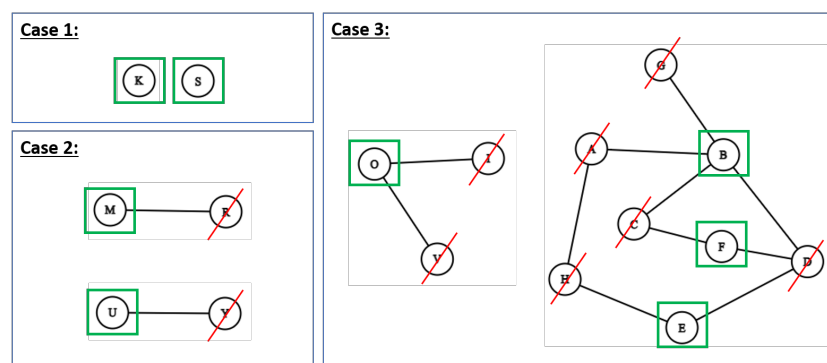 Case 1:
K S
Case 2:
M R
U Y
Case 3:
O I
V
G
A B
C F D
H
E